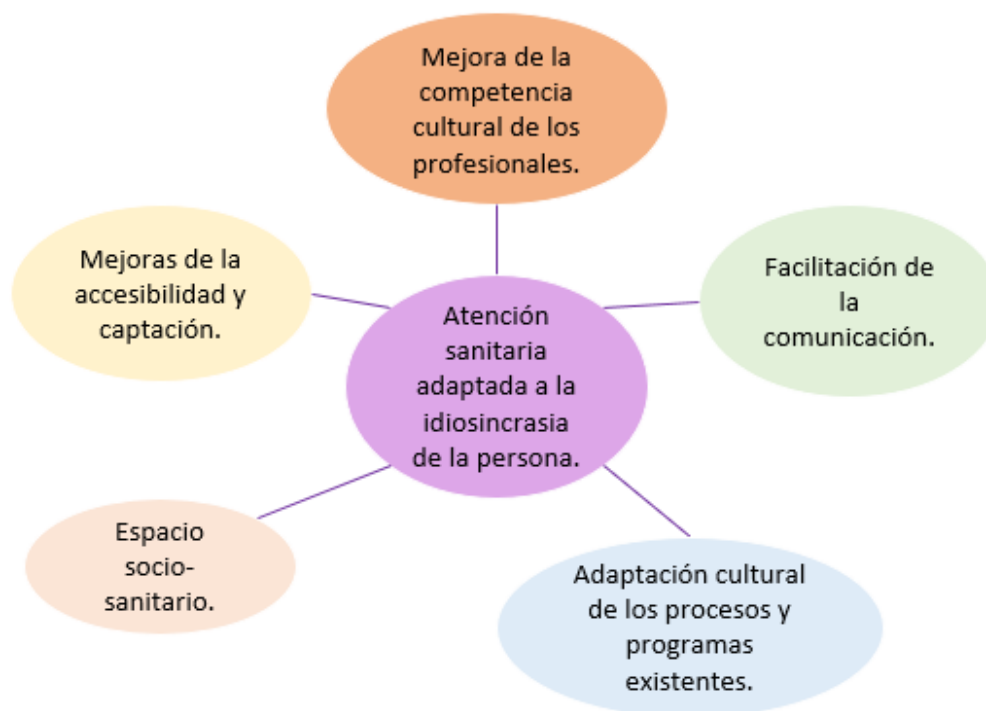 Mejora de la
competencia
cultural de los
profesionales.
Mejoras de la
accesibilidad y
captación.
Facilitación de
la
comunicación.
Atención
sanitaria
adaptada a la
idiosincrasia
de la persona.
Espacio
socio-
sanitario.
Adaptación cultural
de los procesos y
programas
existentes.